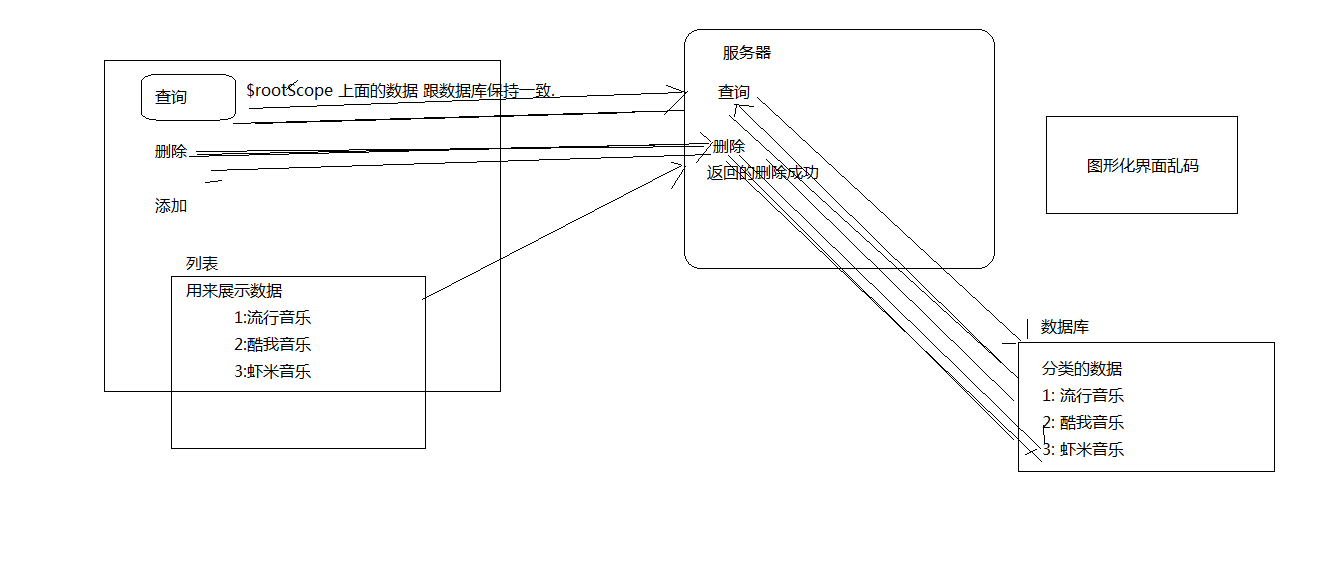 查询
$rootScope 上面的数据 跟数据库保持一致.
删除
添加
列表
用来展示数据
1:流行音乐
2:酷我音乐
3:虾米音乐
服务器
查询
删除
返回的删除成功
图形化界面乱码
数据库
分类的数据
1: 流行音乐
2: 酷我音乐
3: 虾米音乐